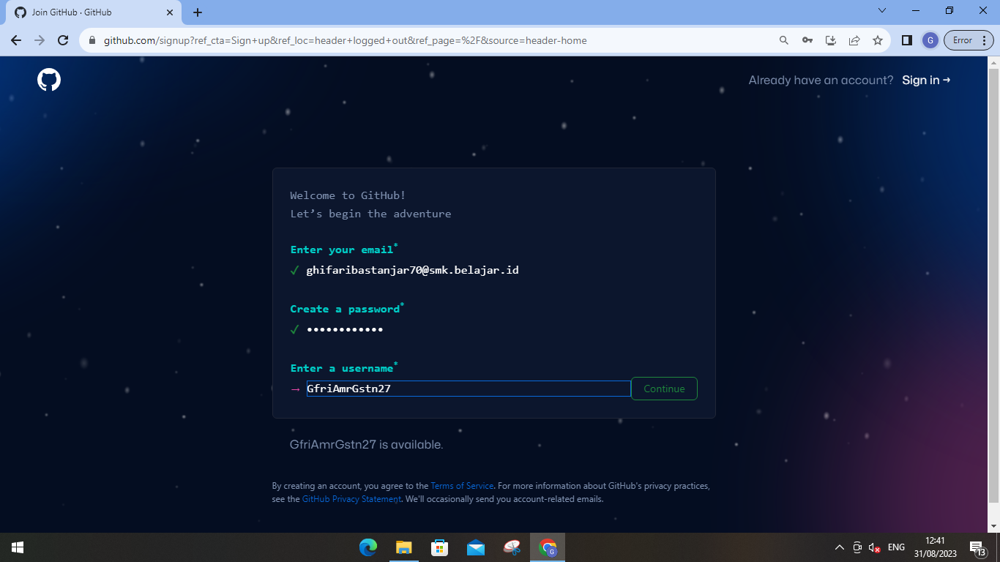 Join GitHub · GitHub
github.com/signup?ref_cta=Sign+up&ref_loc=header+logged+out&ref_page=%2F&source=header-home
G
Error
Already have an account? Sign in →
Welcome to GitHub!
Let’s begin the adventure
Enter your email*
✓ ghifaribastanjar70@smk.belajar.id
Create a password*
✓ ••••••••••••
Enter a username*
→ GfriAmrGstn27 Continue
GfriAmrGstn27 is available.
By creating an account, you agree to the Terms of Service. For more information about GitHub's privacy practices,
see the GitHub Privacy Statement. We'll occasionally send you account-related emails.
G
ENG
12:41
31/08/2023
13